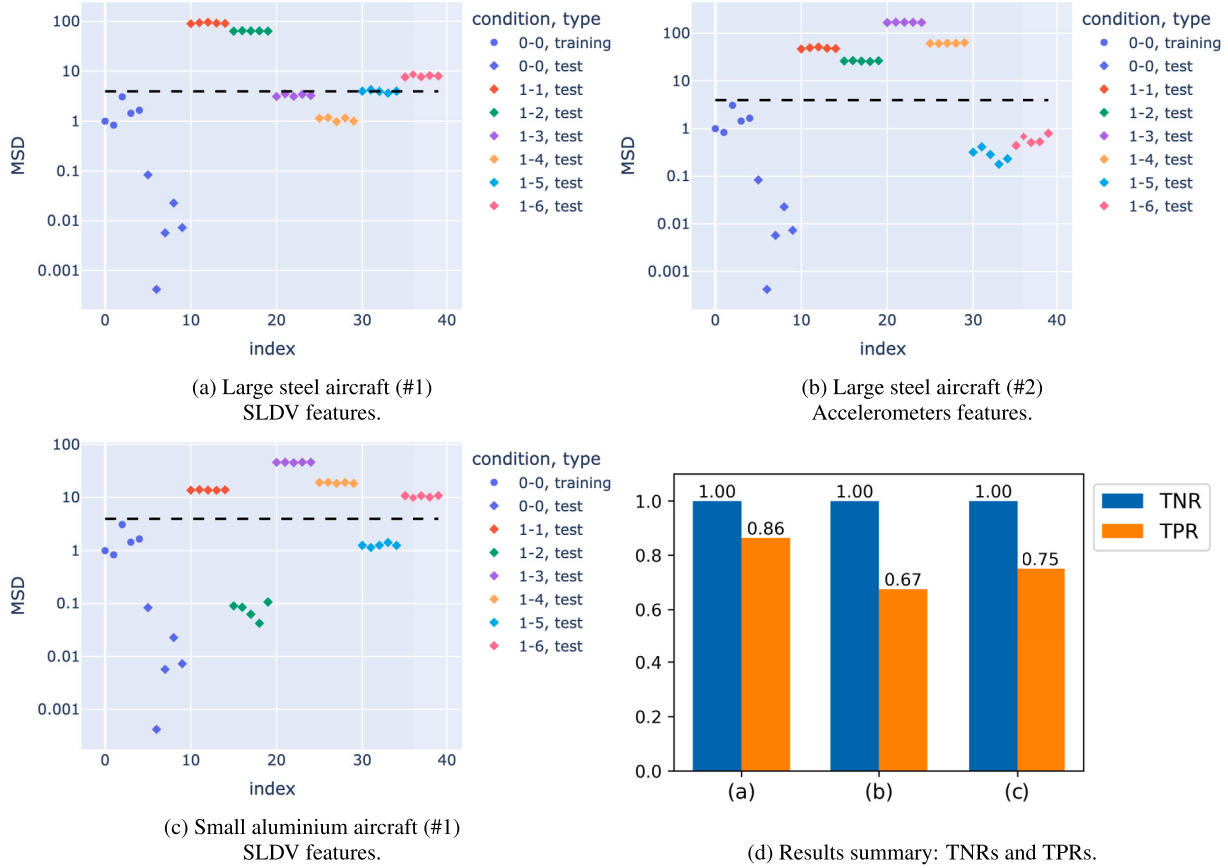 condition, type
0-0, training
0-0, test
1-1, test
1-2, test
1-3, test
1-4, test
1-5, test
1-6, test
100
10
1
0.1
0.01
0.001
MSD
0
10
20
30
40
index
(a) Large steel aircraft (#1)
SLDV features.
condition, type
0-0, training
0-0, test
1-1, test
1-2, test
1-3, test
1-4, test
1-5, test
1-6, test
100
10
1
0.1
0.01
0.001
MSD
0
10
20
30
40
index
(b) Large steel aircraft (#2)
Accelerometers features.
condition, type
0-0, training
0-0, test
1-1, test
1-2, test
1-3, test
1-4, test
1-5, test
1-6, test
100
10
1
0.1
0.01
0.001
MSD
0
10
20
30
40
index
(c) Small aluminium aircraft (#1)
SLDV features.
1.00
0.86
1.00
0.67
1.00
0.75
TNR
TPR
1.0
0.8
0.6
0.4
0.2
0.0
(a)
(b)
(c)
(d) Results summary: TNRs and TPRs.